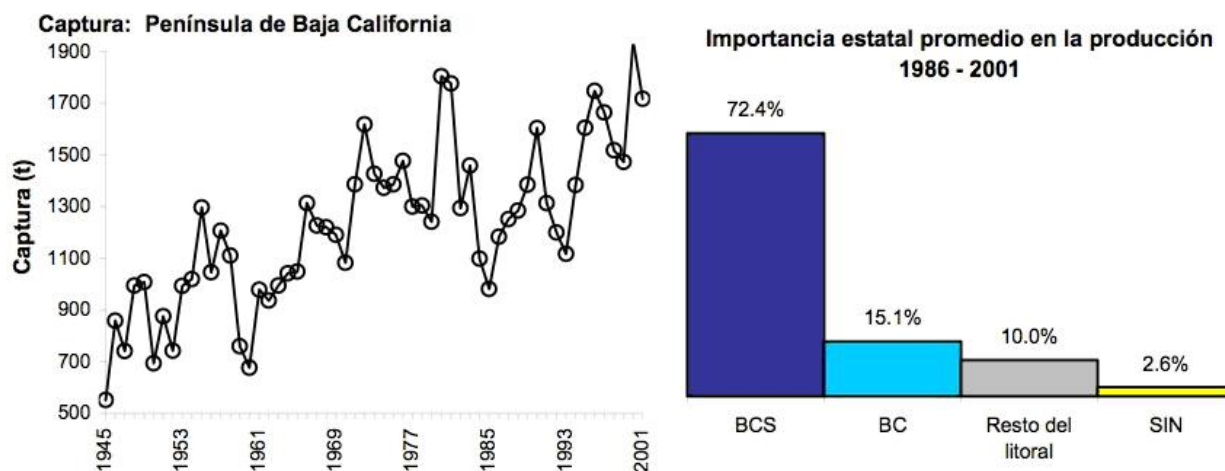 Captura: Península de Baja California
1900
1700
1500
1300
1100
900
700
500
Captura (t)
1945
1953
1961
1969
1977
1985
1993
2001
Importancia estatal promedio en la producción
1986 - 2001
72.4%
15.1%
10.0%
2.6%
BCS
BC
Resto del
litoral
SIN